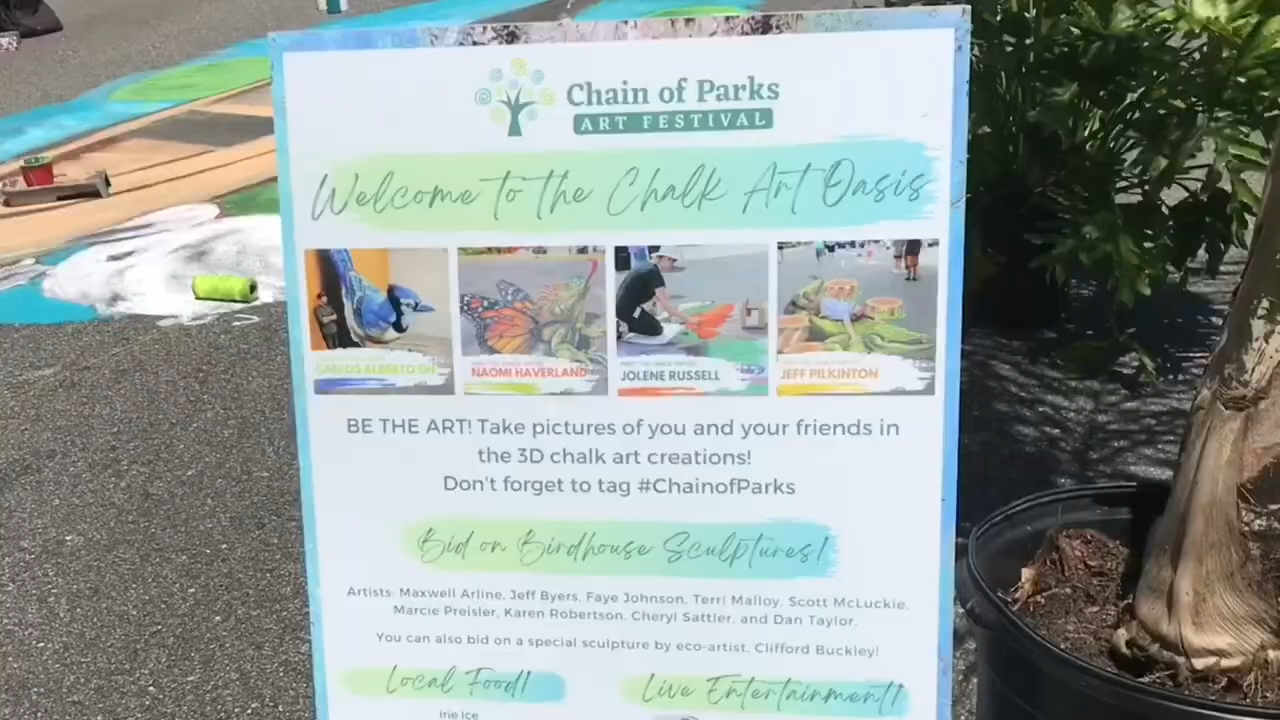 Chain of Parks
ART FESTIVAL
Welcome to the Chalk Art Oasis
CARLOS ALBERTO GH
NAOMI HAVERLAND
JOLENE RUSSELL
JEFF PILKINTON
BE THE ART! Take pictures of you and your friends in
the 3D chalk art creations!
Don't forget to tag #ChainofParks
Bid on Birdhouse Sculptures!
Artists: Maxwell Arline, Jeff Byers, Faye Johnson, Terri Malloy, Scott McLuckie,
Marcie Preisler, Karen Robertson, Cheryl Sattler, and Dan Taylor.
You can also bid on a special sculpture by eco-artist, Clifford Buckley!
Local Food!
Live Entertainment!
Irie Ice